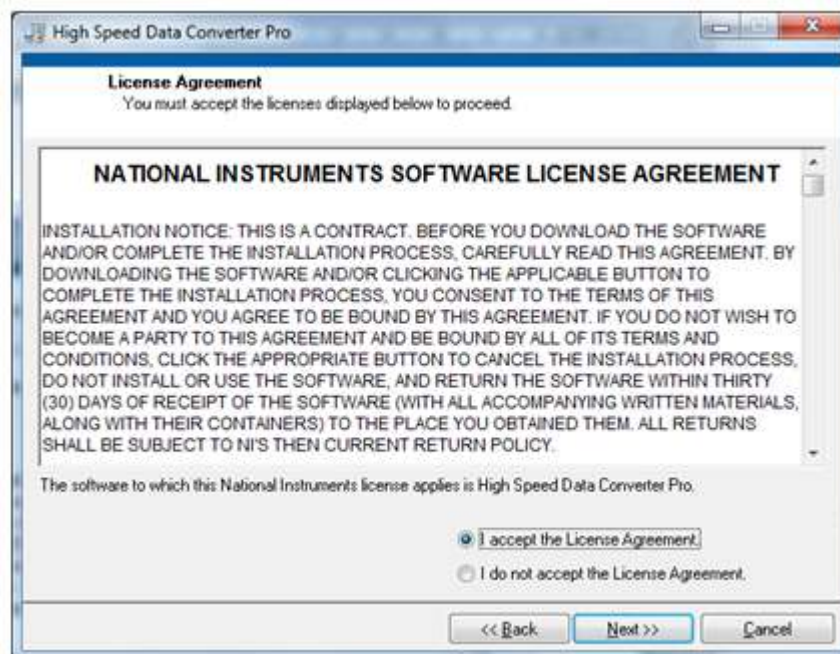 High Speed Data Converter Pro
License Agreement
You must accept the licenses displayed below to proceed.
NATIONAL INSTRUMENTS SOFTWARE LICENSE AGREEMENT
INSTALLATION NOTICE: THIS IS A CONTRACT. BEFORE YOU DOWNLOAD THE SOFTWARE
AND/OR COMPLETE THE INSTALLATION PROCESS, CAREFULLY READ THIS AGREEMENT. BY
DOWNLOADING THE SOFTWARE AND/OR CLICKING THE APPLICABLE BUTTON TO
COMPLETE THE INSTALLATION PROCESS, YOU CONSENT TO THE TERMS OF THIS
AGREEMENT AND YOU AGREE TO BE BOUND BY THIS AGREEMENT. IF YOU DO NOT WISH TO
BECOME A PARTY TO THIS AGREEMENT AND BE BOUND BY ALL OF ITS TERMS AND
CONDITIONS, CLICK THE APPROPRIATE BUTTON TO CANCEL THE INSTALLATION PROCESS,
DO NOT INSTALL OR USE THE SOFTWARE, AND RETURN THE SOFTWARE WITHIN THIRTY
(30) DAYS OF RECEIPT OF THE SOFTWARE (WITH ALL ACCOMPANYING WRITTEN MATERIALS,
ALONG WITH THEIR CONTAINERS) TO THE PLACE YOU OBTAINED THEM. ALL RETURNS
SHALL BE SUBJECT TO NI'S THEN CURRENT RETURN POLICY.
The software to which this National Instruments license applies is High Speed Data Converter Pro.
I accept the License Agreement.
I do not accept the License Agreement.
<< Back Next >> Cancel